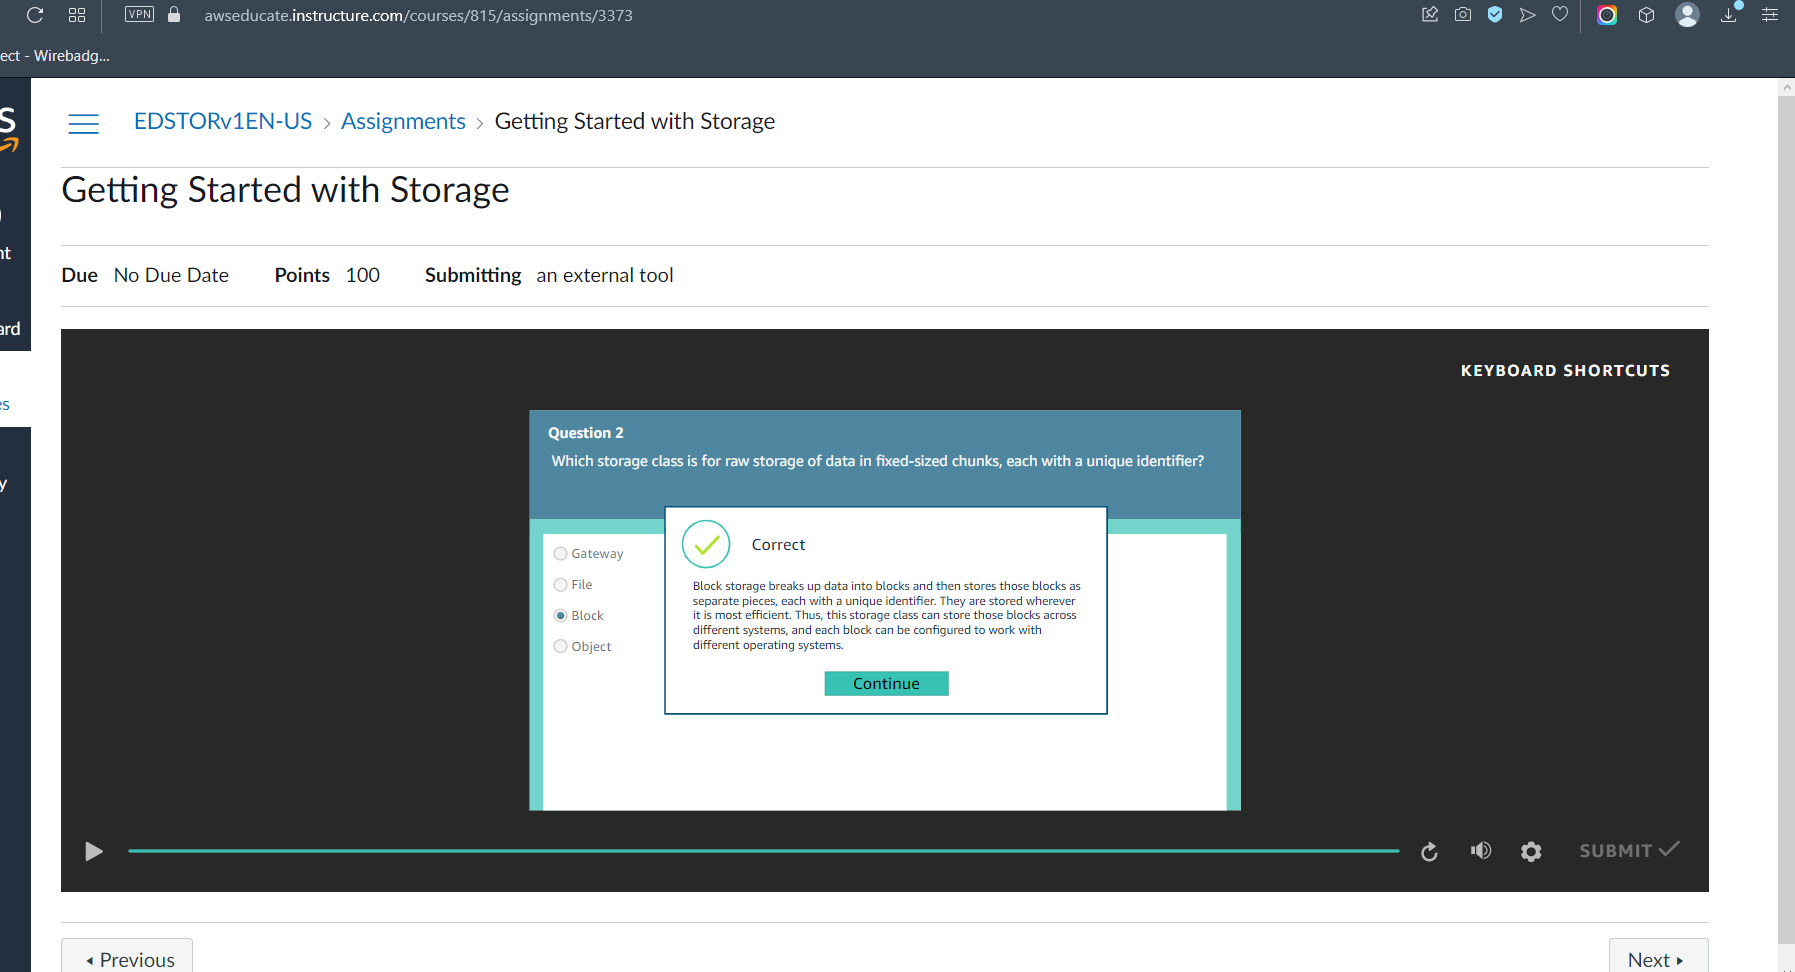 VPN
awseducate.instructure.com/courses/815/assignments/3373
ect - Wirebadg...
S
EDSTORv1EN-US › Assignments › Getting Started with Storage
Getting Started with Storage
nt
Due No Due Date Points 100 Submitting an external tool
ard
KEYBOARD SHORTCUTS
es
Question 2
Which storage class is for raw storage of data in fixed-sized chunks, each with a unique identifier?
y
Gateway
File
Block
Object
Correct
Block storage breaks up data into blocks and then stores those blocks as
separate pieces, each with a unique identifier. They are stored wherever
it is most efficient. Thus, this storage class can store those blocks across
different systems, and each block can be configured to work with
different operating systems.
Continue
SUBMIT
Previous
Next